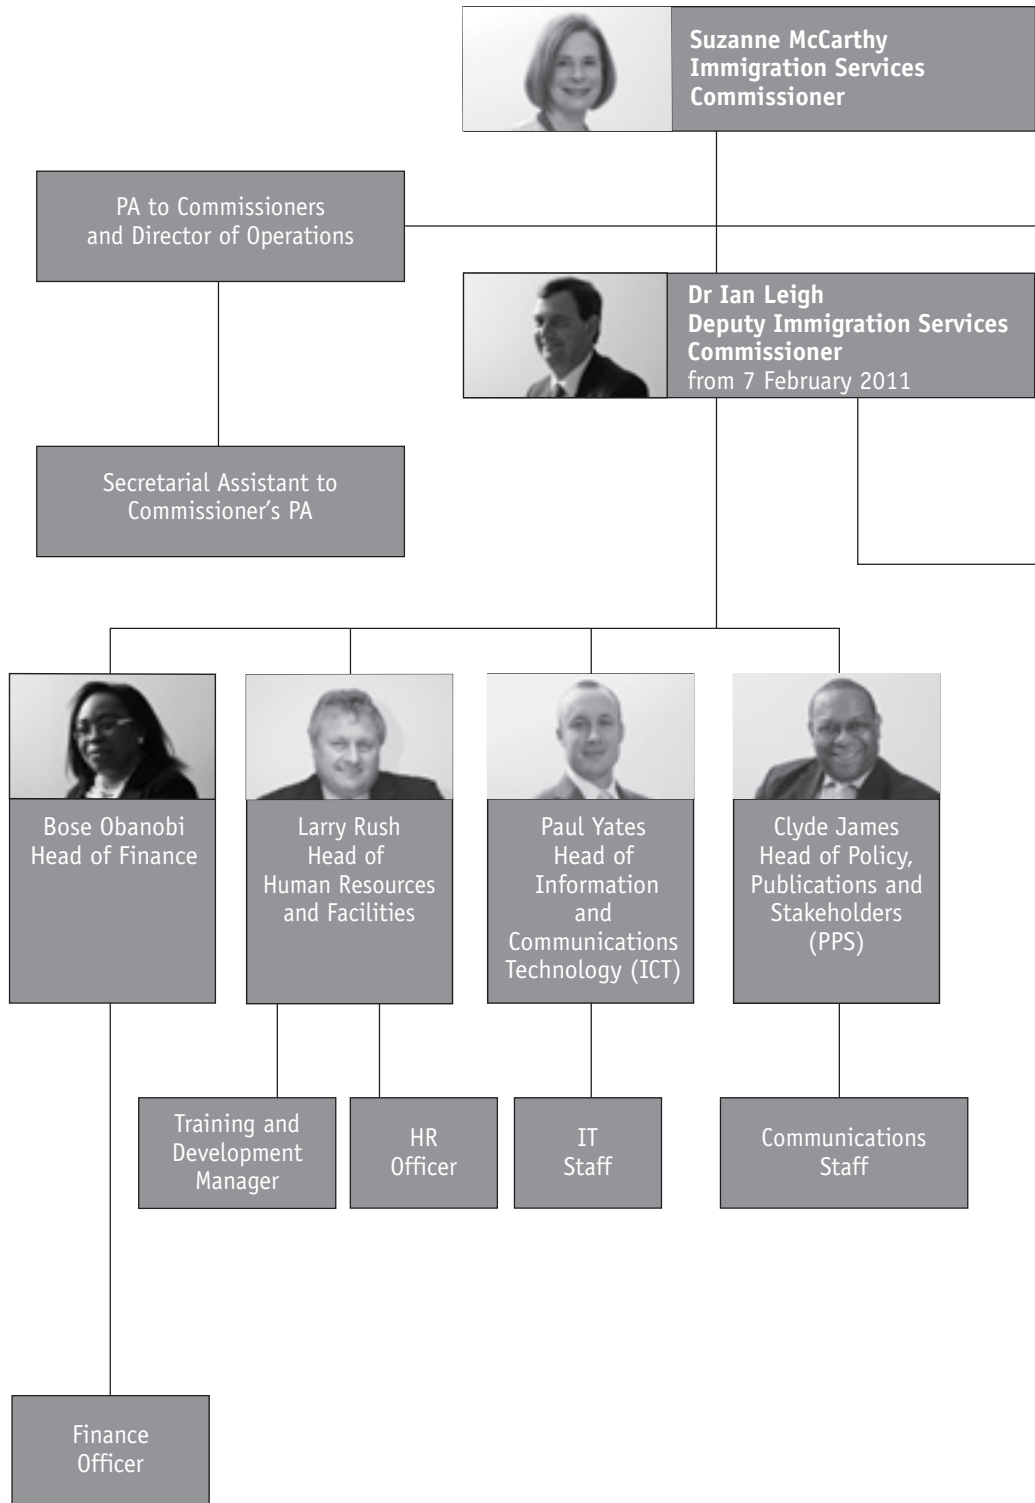 Suzanne McCarthy
Immigration Services
Commissioner
PA to Commissioners
and Director of Operations
Dr Ian Leigh
Deputy Immigration Services
Commissioner
from 7 February 2011
Secretarial Assistant to
Commissioner's PA
Bose Obanobi
Head of Finance
Larry Rush
Head of
Human Resources
and Facilities
Paul Yates
Head of
Information
and
Communications
Technology (ICT)
Clyde James
Head of Policy,
Publications and
Stakeholders
(PPS)
Training and
Development
Manager
HR
Officer
IT
Staff
Communications
Staff
Finance
Officer